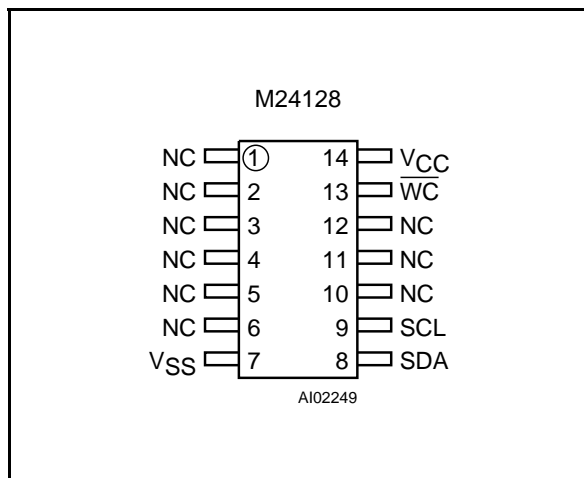 M24128
NC 1 14 VCC
NC 2 13 WC
NC 3 12 NC
NC 4 11 NC
NC 5 10 NC
NC 6 9 SCL
VSS 7 8 SDA
AI02249